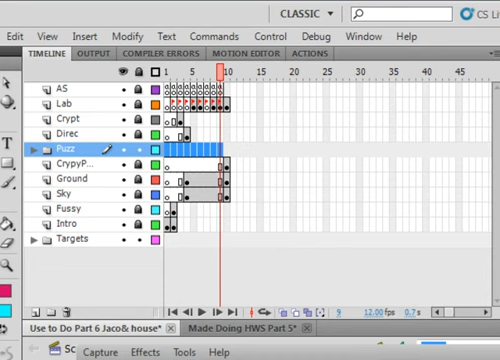 CLASSIC
CS Li
Edit View Insert Modify Text Commands Control Debug Window Help
TIMELINE OUTPUT COMPILER ERRORS MOTION EDITOR ACTIONS
1 5 10 15 20 25 30 35 40 45
AS
Lab
Crypt
Direc
Puzz
CrypyP...
Ground
Sky
Fussy
Intro
Targets
9 12.00 fps 0.7 s
Use to Do Part 6 Jaco& house* × Made Doing HWS Part 5* ×
Sc
Capture Effects Tools Help